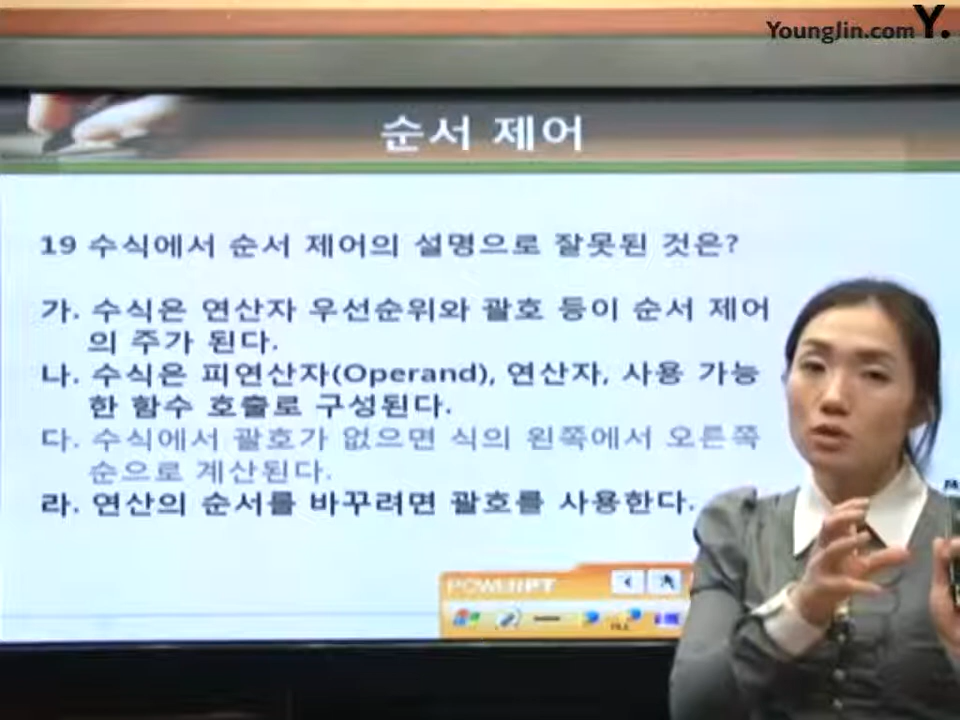 YoungJin.com Y.
순서 제어
19 수식에서 순서 제어의 설명으로 잘못된 것은?
가. 수식은 연산자 우선순위와 괄호 등이 순서 제어
의 주가 된다.
나. 수식은 피연산자(Operand), 연산자, 사용 가능
한 함수 호출로 구성된다.
다. 수식에서 괄호가 없으면 식의 왼쪽에서 오른쪽
순으로 계산된다.
라. 연산의 순서를 바꾸려면 괄호를 사용한다.
POWERPT